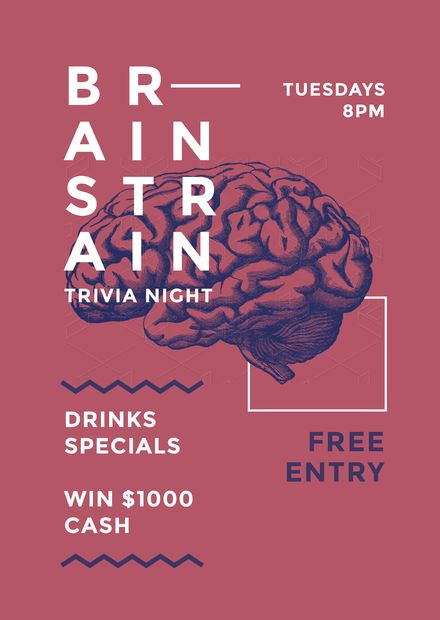 BR—
AIN
STR
AIN
TRIVIA NIGHT
TUESDAYS
8PM
DRINKS
SPECIALS
WIN $1000
CASH
FREE
ENTRY